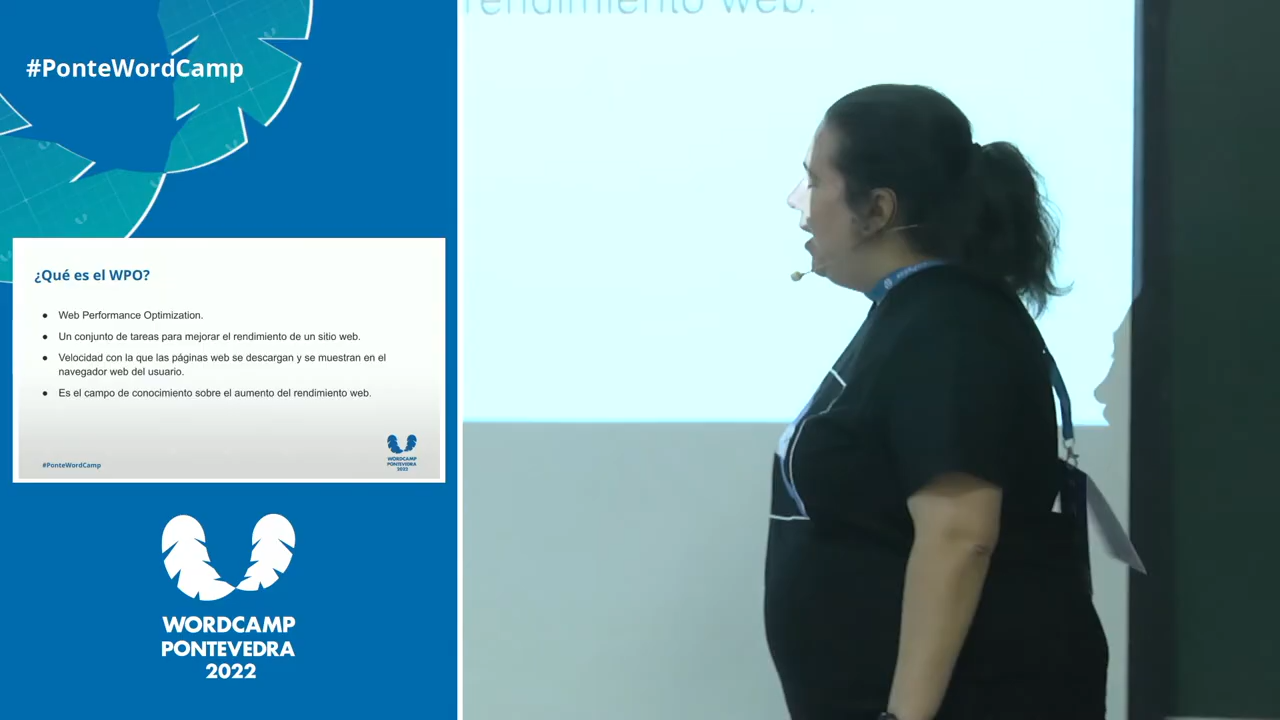 #PonteWordCamp
¿Qué es el WPO?
● Web Performance Optimization.
● Un conjunto de tareas para mejorar el rendimiento de un sitio web.
● Velocidad con la que las páginas web se descargan y se muestran en el
navegador web del usuario.
● Es el campo de conocimiento sobre el aumento del rendimiento web.
#PonteWordCamp
WORDCAMP
PONTEVEDRA
2022
WORDCAMP
PONTEVEDRA
2022
rendimiento web.